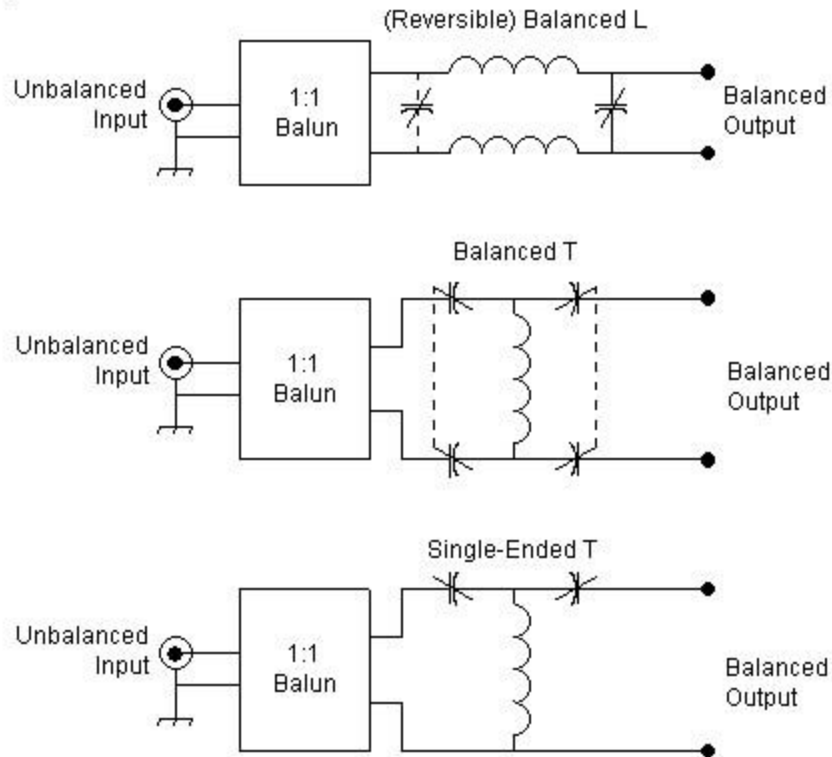 (Reversible) Balanced L
Unbalanced
Input
1:1
Balun
Balanced
Output
Balanced T
Unbalanced
Input
1:1
Balun
Balanced
Output
Single-Ended T
Unbalanced
Input
1:1
Balun
Balanced
Output